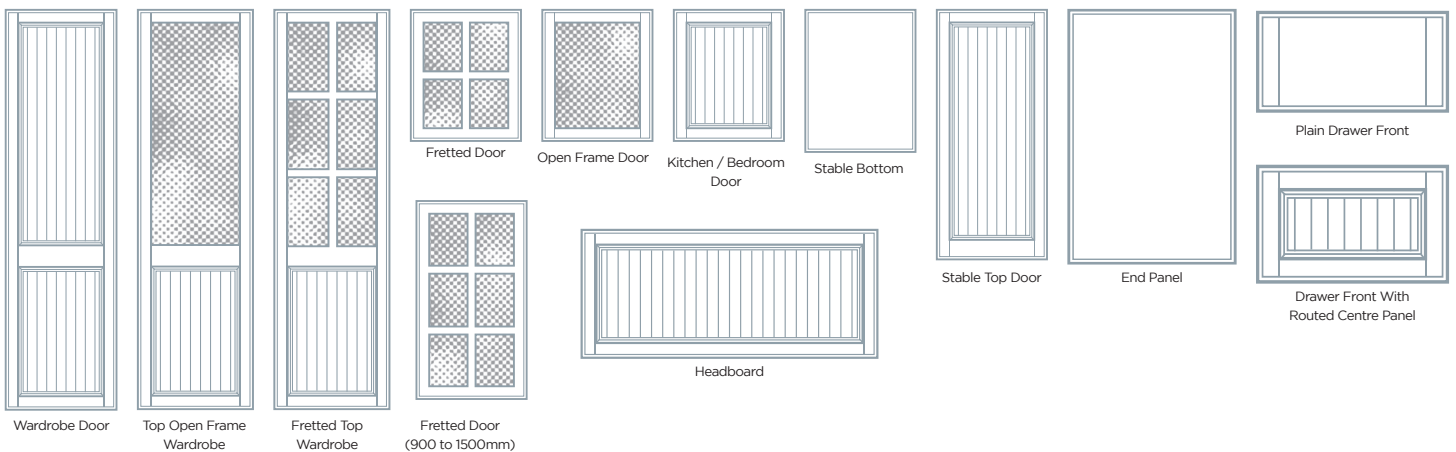 Fretted Door
Open Frame Door
Kitchen / Bedroom
Door
Stable Bottom
Plain Drawer Front
Stable Top Door
End Panel
Drawer Front With
Routed Centre Panel
Headboard
Wardrobe Door
Top Open Frame
Wardrobe
Fretted Top
Wardrobe
Fretted Door
(900 to 1500mm)